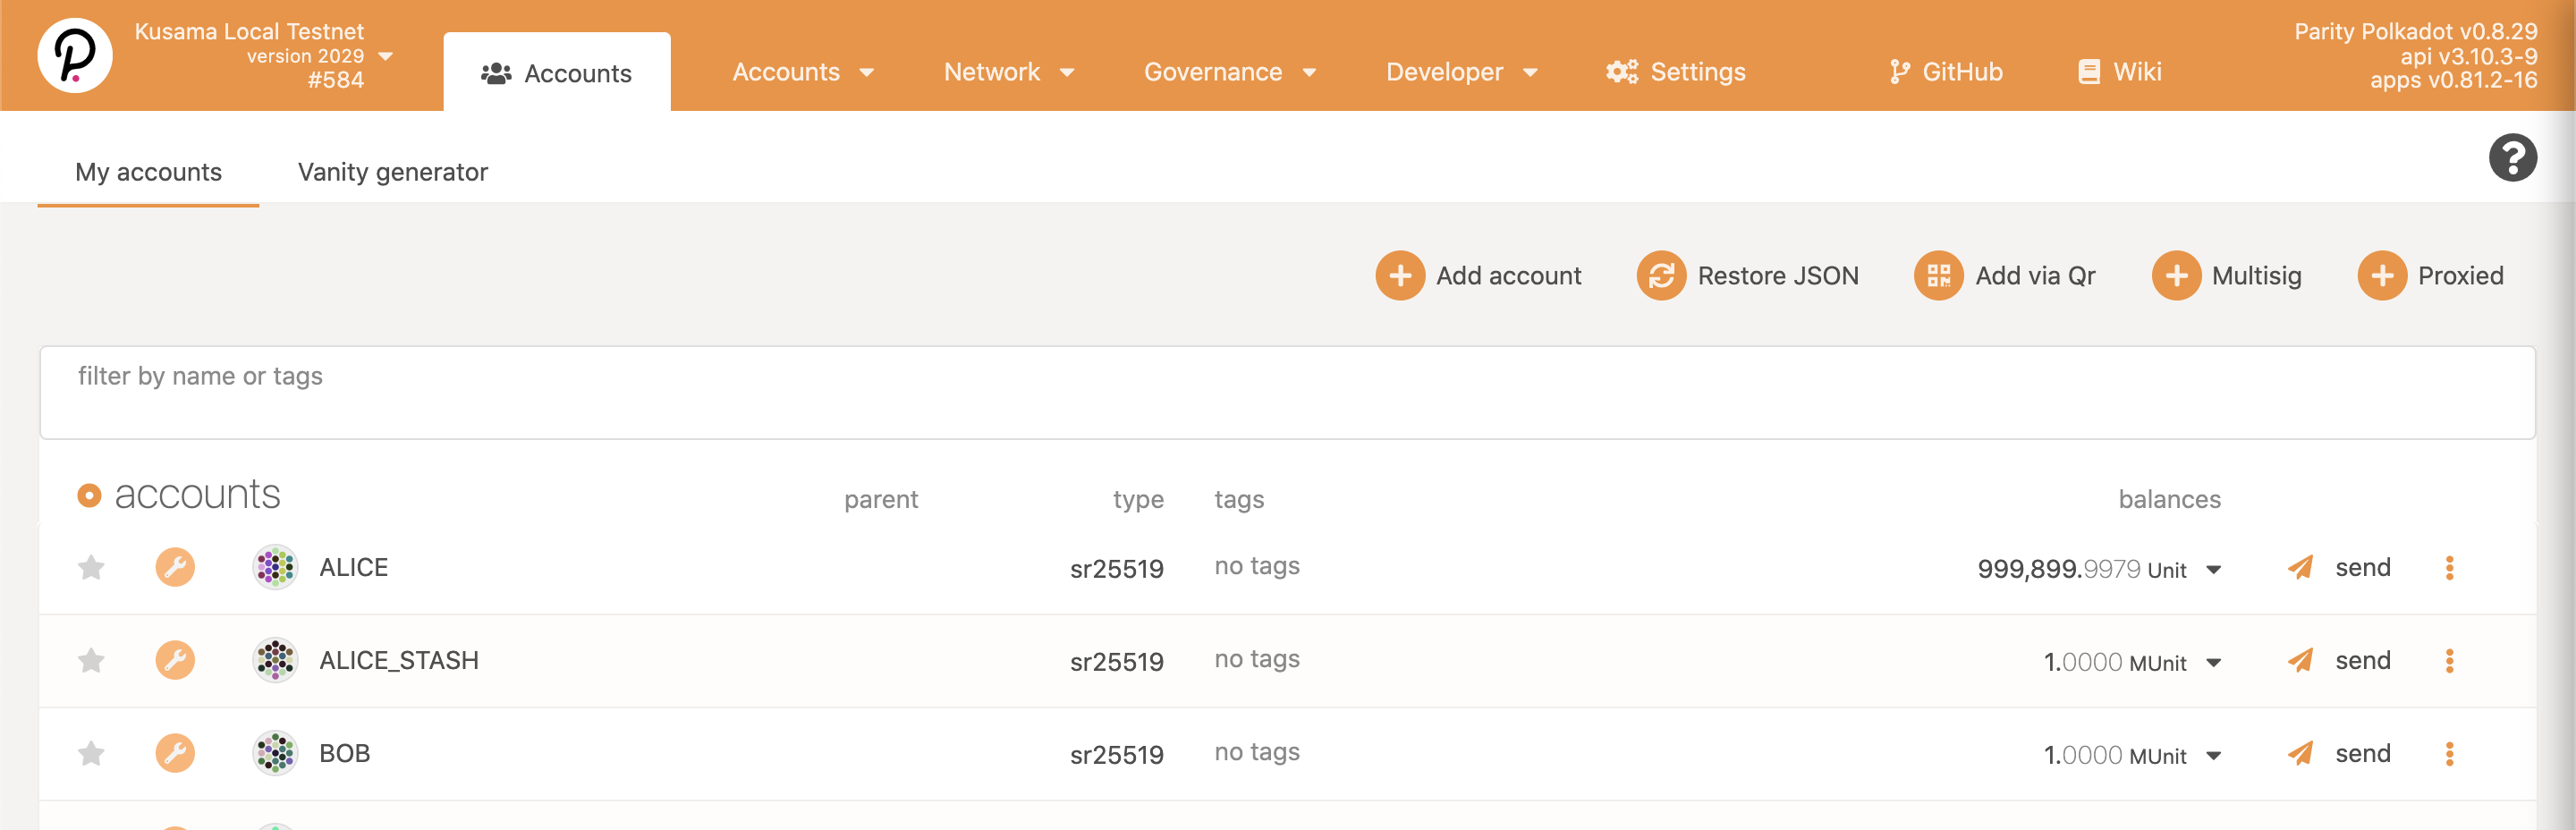 Kusama Local Testnet
version 2029
#584
Accounts
Accounts
Network
Governance
Developer
Settings
GitHub
Wiki
Parity Polkadot v0.8.29
api v3.10.3-9
apps v0.81.2-16
My accounts
Vanity generator
Add account
Restore JSON
Add via Qr
Multisig
Proxied
filter by name or tags
accounts parent type tags balances
ALICE sr25519 no tags 999,899.9979 Unit send
ALICE_STASH sr25519 no tags 1.0000 MUnit send
BOB sr25519 no tags 1.0000 MUnit send